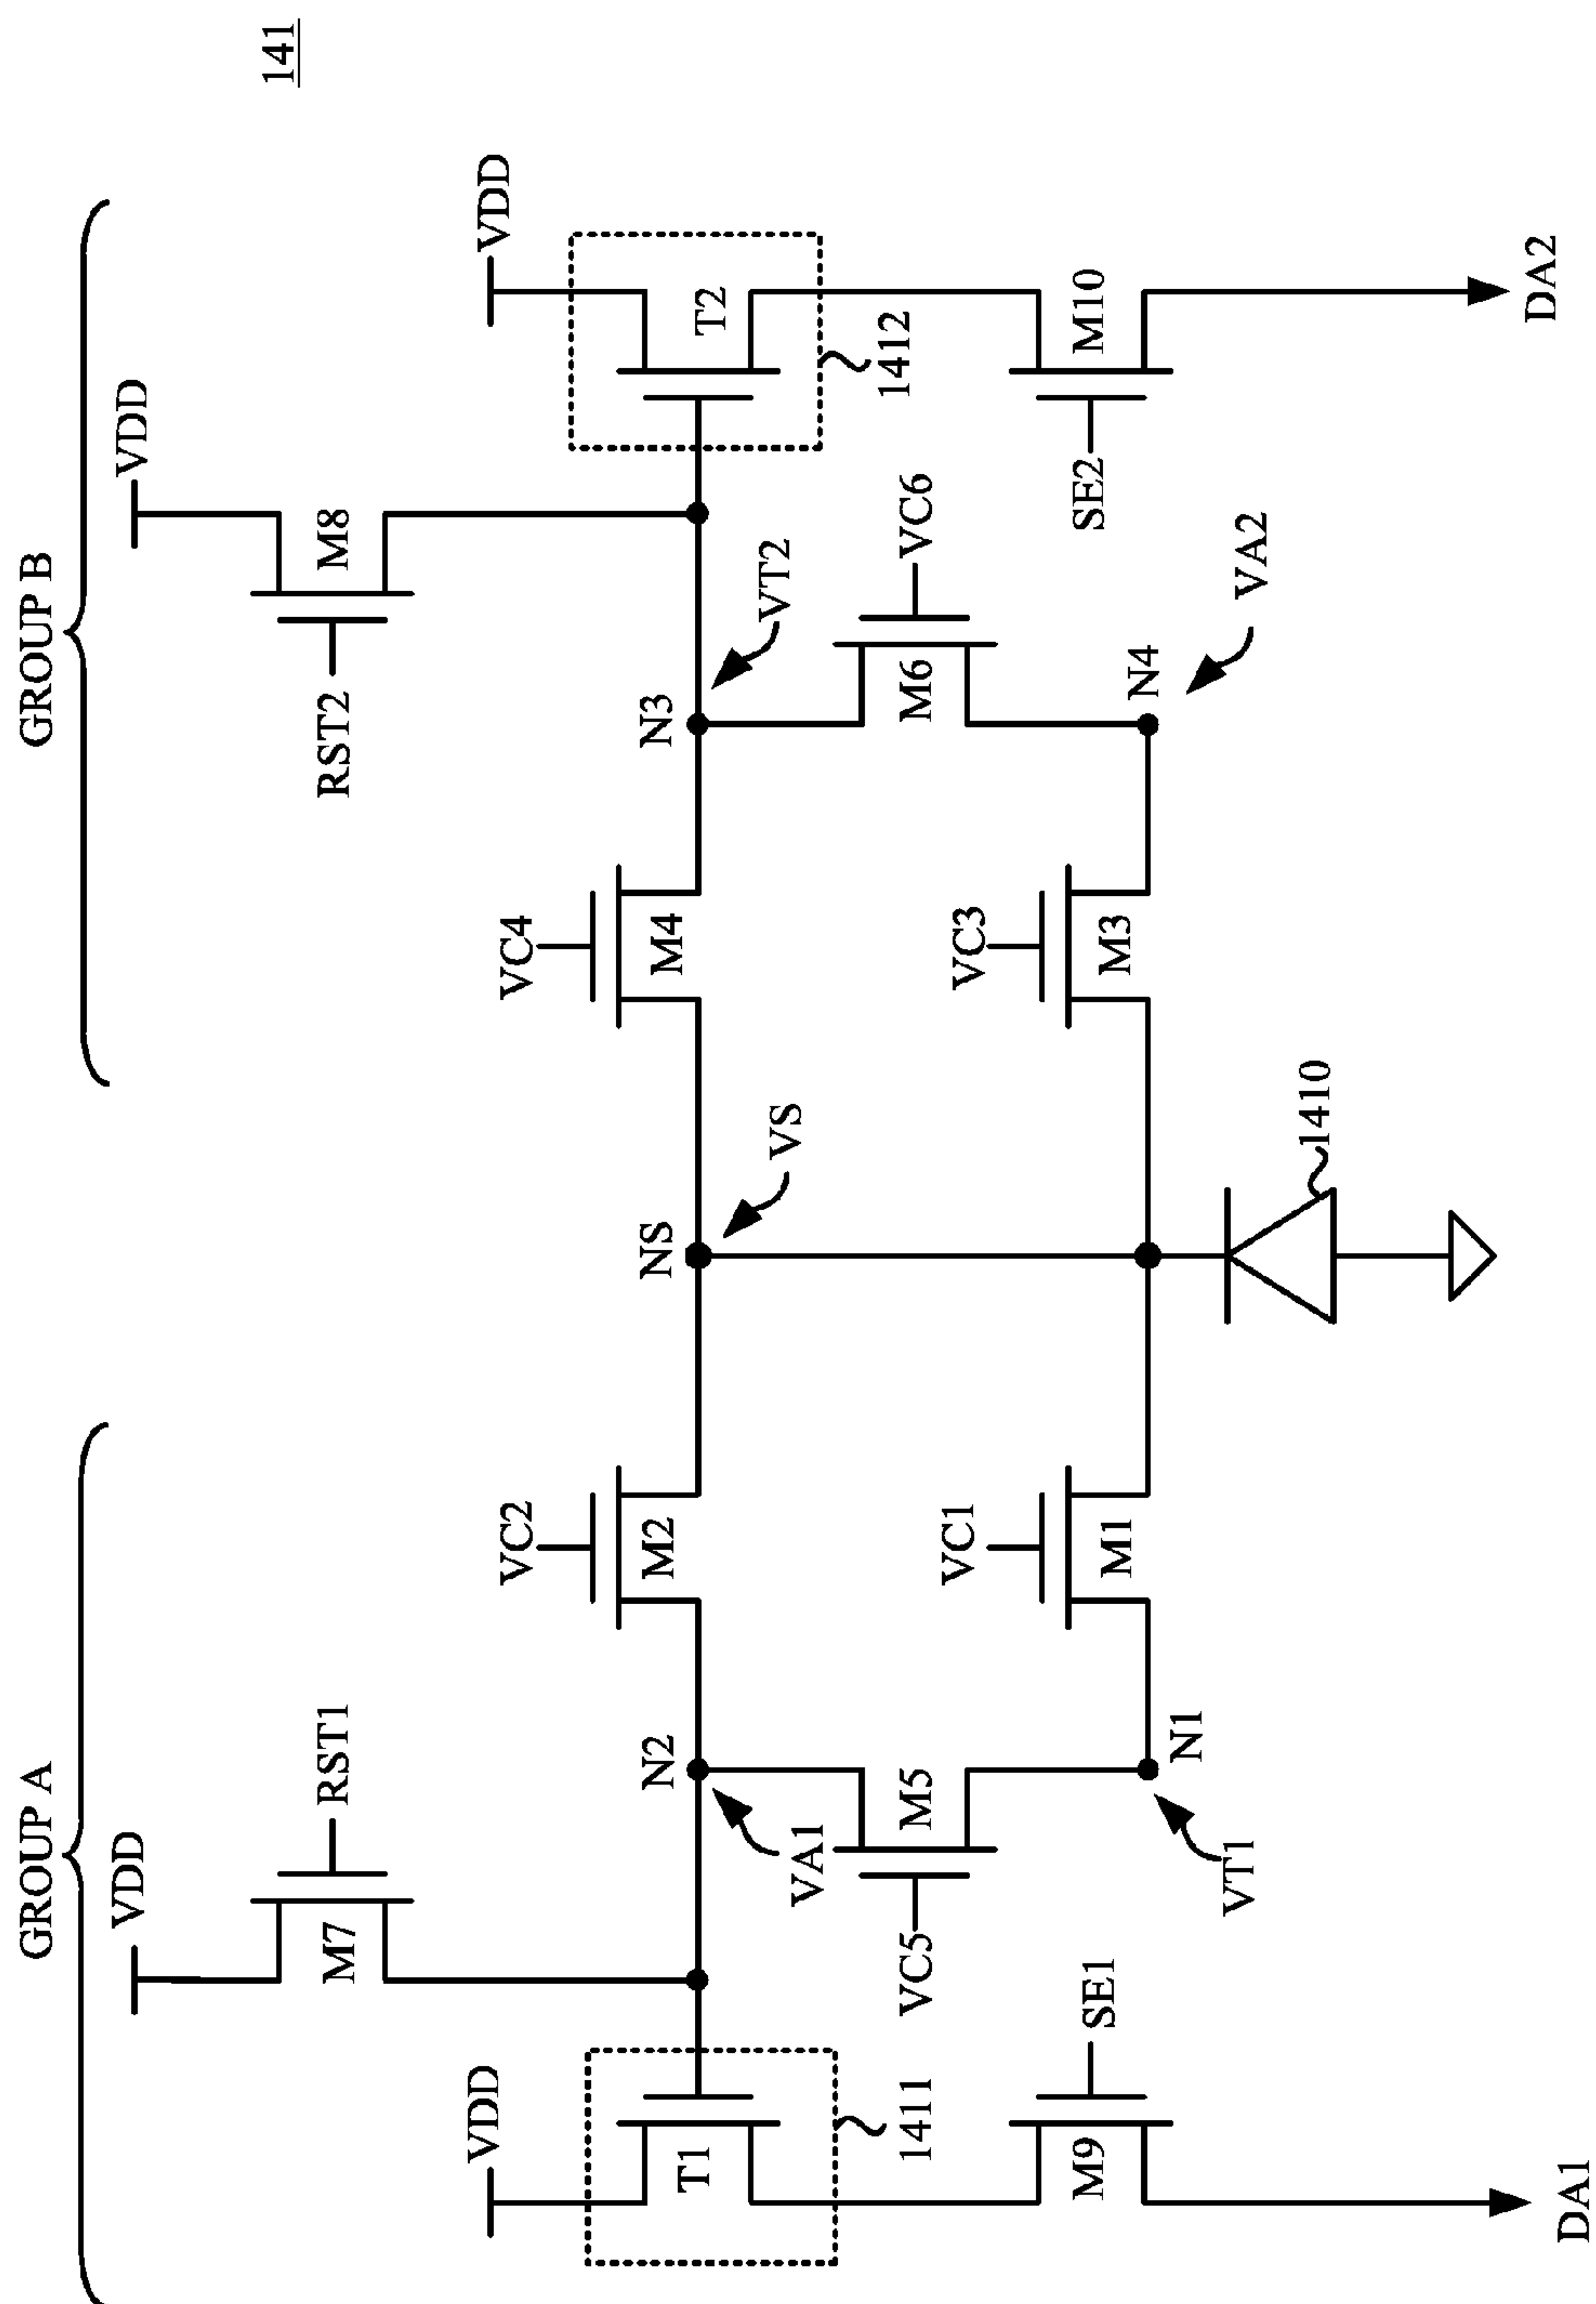 141
GROUP A
GROUP B
VDD
VDD
M7
RST1
RST2
M8
VDD
VDD
T1
1411
N2
VA1
VC2
M2
NS
VS
VC4
M4
N3
VT2
T2
1412
VC5
M5
M6
VC6
M9
SE1
VT1
N1
VC1
M1
1410
VC3
M3
N4
VA2
SE2
M10
DA1
DA2